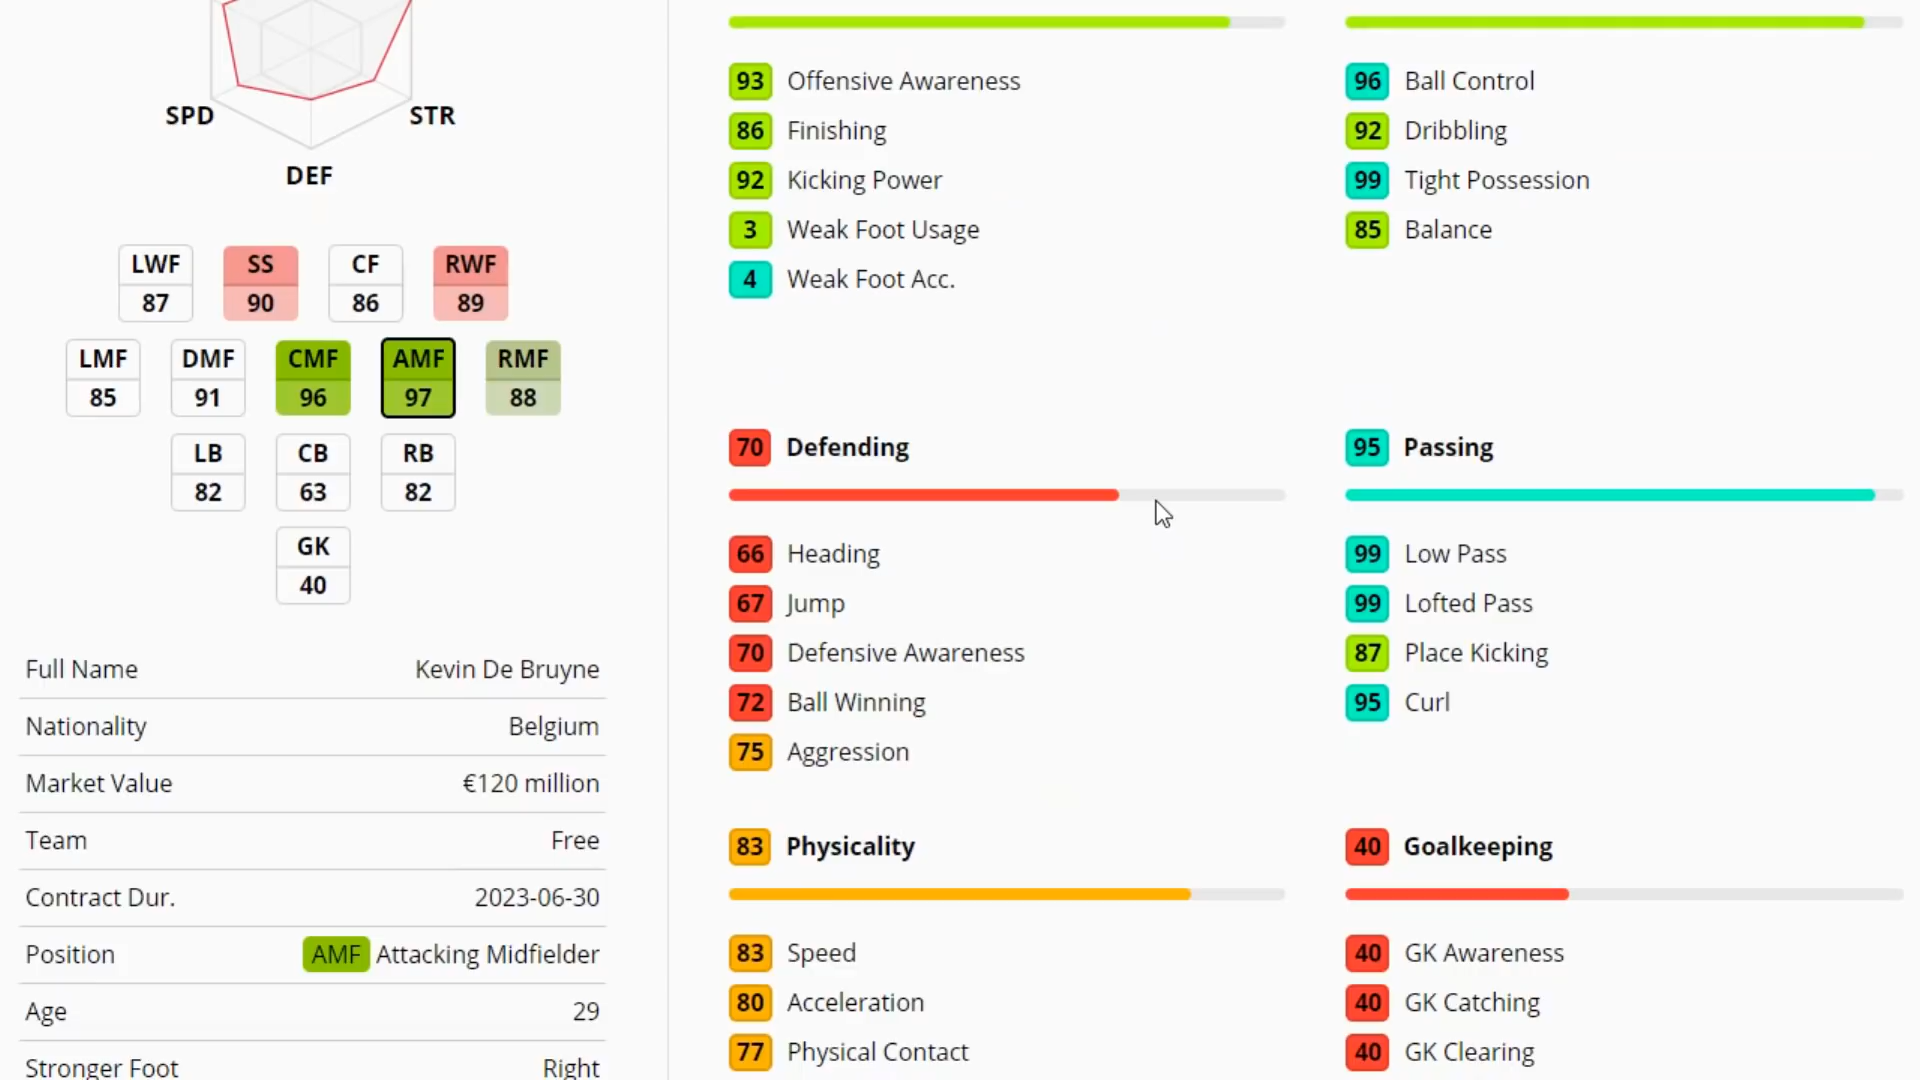 SPD
STR
DEF
LWF
SS
CF
RWF
87
90
86
89
LMF
DMF
CMF
AMF
RMF
85
91
96
97
88
LB
CB
RB
82
63
82
GK
40
Full Name Kevin De Bruyne
Nationality Belgium
Market Value €120 million
Team Free
Contract Dur. 2023-06-30
Position AMF Attacking Midfielder
Age 29
Stronger Foot Right
93 Offensive Awareness
86 Finishing
92 Kicking Power
3 Weak Foot Usage
4 Weak Foot Acc.
96 Ball Control
92 Dribbling
99 Tight Possession
85 Balance
70 Defending
66 Heading
67 Jump
70 Defensive Awareness
72 Ball Winning
75 Aggression
95 Passing
99 Low Pass
99 Lofted Pass
87 Place Kicking
95 Curl
83 Physicality
83 Speed
80 Acceleration
77 Physical Contact
40 Goalkeeping
40 GK Awareness
40 GK Catching
40 GK Clearing